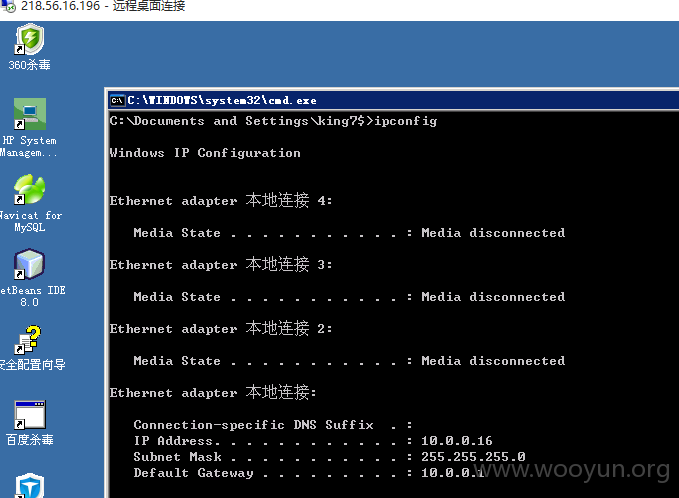 218.56.16.196 - 远程桌面连接
360杀毒
HP System
Managem...
Navicat for
MySQL
etBeans IDE
8.0
安全配置向导
百度杀毒
C:\WINDOWS\system32\cmd.exe
C:\Documents and Settings\king7$>ipconfig
Windows IP Configuration
Ethernet adapter 本地连接 4:
Media State . . . . . . . . . . . : Media disconnected
Ethernet adapter 本地连接 3:
Media State . . . . . . . . . . . : Media disconnected
Ethernet adapter 本地连接 2:
Media State . . . . . . . . . . . : Media disconnected
Ethernet adapter 本地连接:
Connection-specific DNS Suffix  . :
IP Address. . . . . . . . . . . . : 10.0.0.16
Subnet Mask . . . . . . . . . . . : 255.255.255.0
Default Gateway . . . . . . . . . : 10.0.0.1
www.wooyun.org